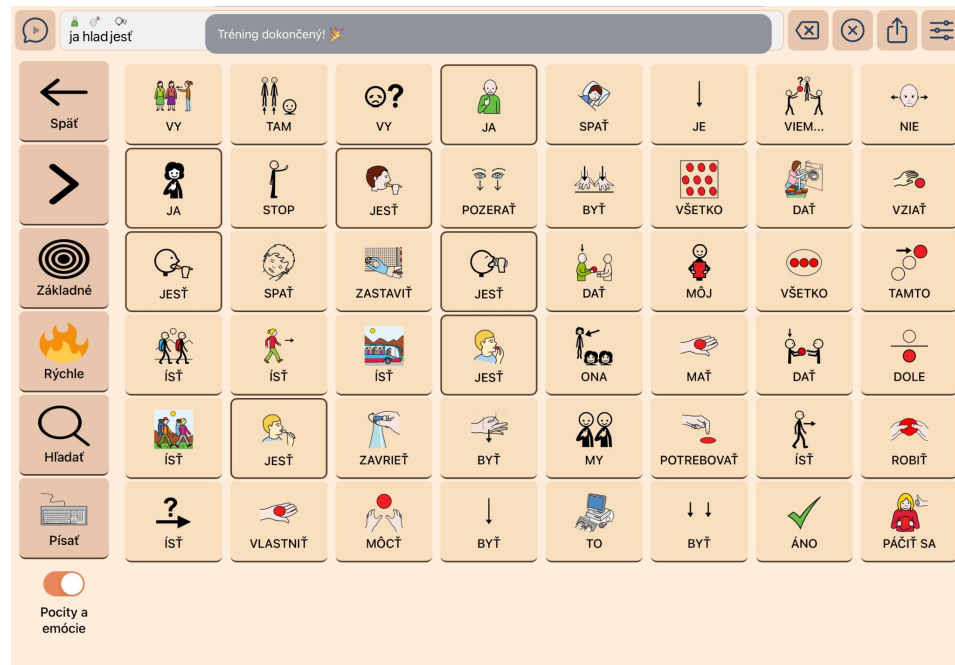 ja hlad jesť
Tréning dokončený!
Späť
VY
TAM
VY
JA
SPAŤ
JE
VIEM...
NIE
JA
STOP
JESŤ
POZERAŤ
BYŤ
VŠETKO
DAŤ
VZIAŤ
Základné
JESŤ
SPAŤ
ZASTAVIŤ
JESŤ
DAŤ
MÔJ
VŠETKO
TAMTO
Rýchle
ÍSŤ
ÍSŤ
ÍSŤ
JESŤ
ONA
MAŤ
DAŤ
DOLE
Hľadať
ÍSŤ
JESŤ
ZAVRIEŤ
BYŤ
MY
POTREBOVAŤ
ÍSŤ
ROBIŤ
Písať
ÍSŤ
VLASTNIŤ
MÔCŤ
BYŤ
TO
BYŤ
ÁNO
PÁČIŤ SA
Pocity a
emócie